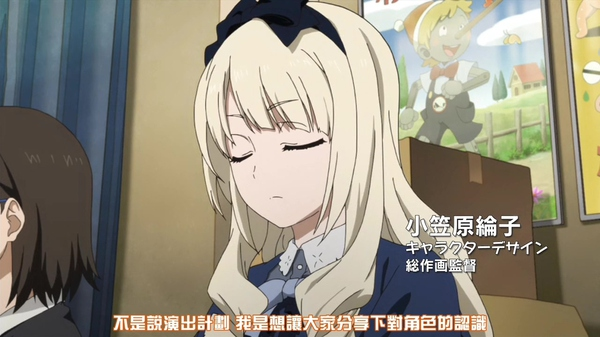 小笠原綸子
キャラクターデザイン
総作画監督
不是說演出計劃 我是想讓大家分享下對角色的認識